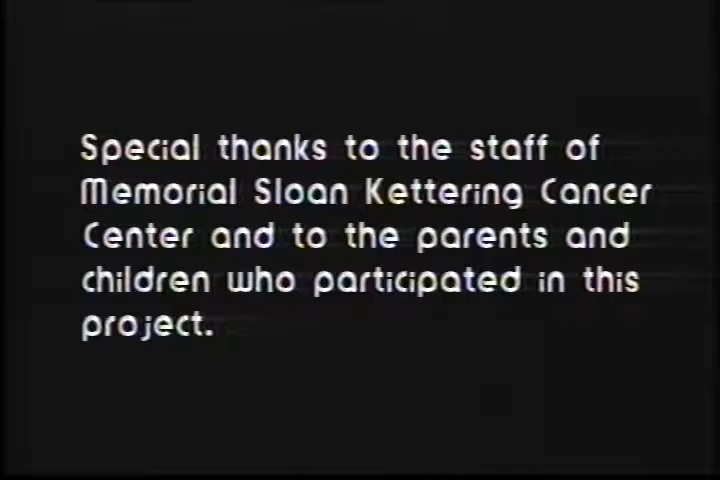 Special thanks to the staff of
Memorial Sloan Kettering Cancer
Center and to the parents and
children who participated in this
project.